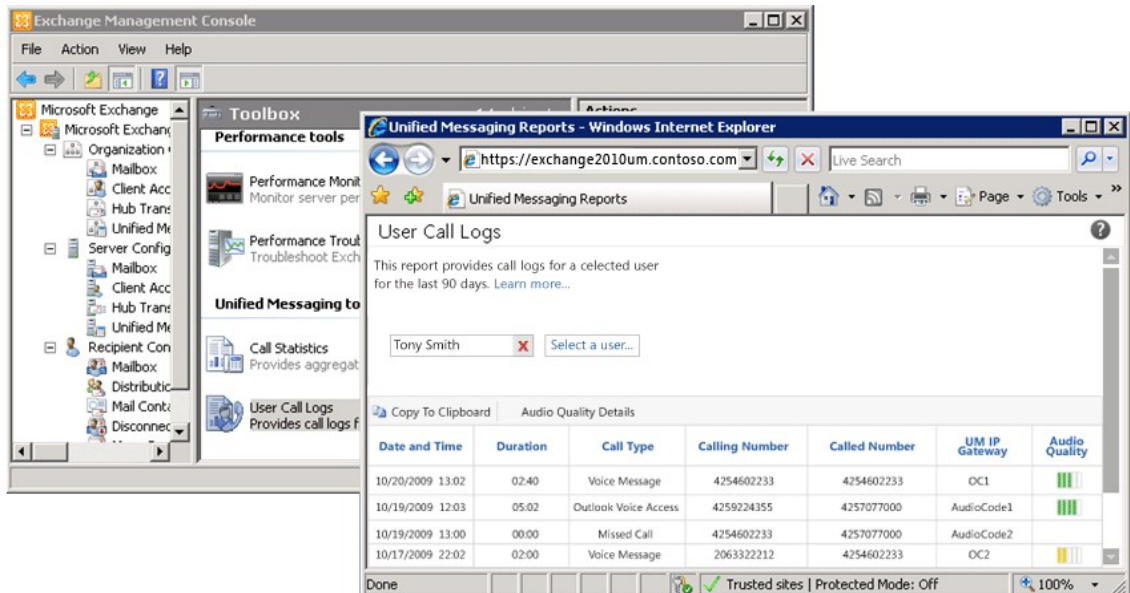 Exchange Management Console
File Action View Help
Microsoft Exchange
Microsoft Exchang
Organization
Mailbox
Client Acc
Hub Trans
Unified Me
Server Config
Mailbox
Client Acc
Hub Trans
Unified Me
Recipient Con
Mailbox
Distributic
Mail Conta
Disconnec
Toolbox
Performance tools
Performance Monit
Monitor server per
Performance Troul
Troubleshoot Exch
Unified Messaging to
Call Statistics
Provides aggregat
User Call Logs
Provides call logs f
Actions
Unified Messaging Reports - Windows Internet Explorer
https://exchange2010um.contoso.com
Live Search
Unified Messaging Reports
Page Tools
User Call Logs
This report provides call logs for a celected user
for the last 90 days. Learn more...
Tony Smith
Select a user...
Copy To Clipboard Audio Quality Details
Date and Time Duration Call Type Calling Number Called Number UM IP Gateway Audio Quality
10/20/2009 13:02 02:40 Voice Message 4254602233 4254602233 OC1
10/19/2009 12:03 05:02 Outlook Voice Access 4259224355 4257077000 AudioCode1
10/19/2009 13:00 00:00 Missed Call 4254602233 4257077000 AudioCode2
10/17/2009 22:02 02:00 Voice Message 2063322212 4254602233 OC2
Done
Trusted sites | Protected Mode: Off
100%